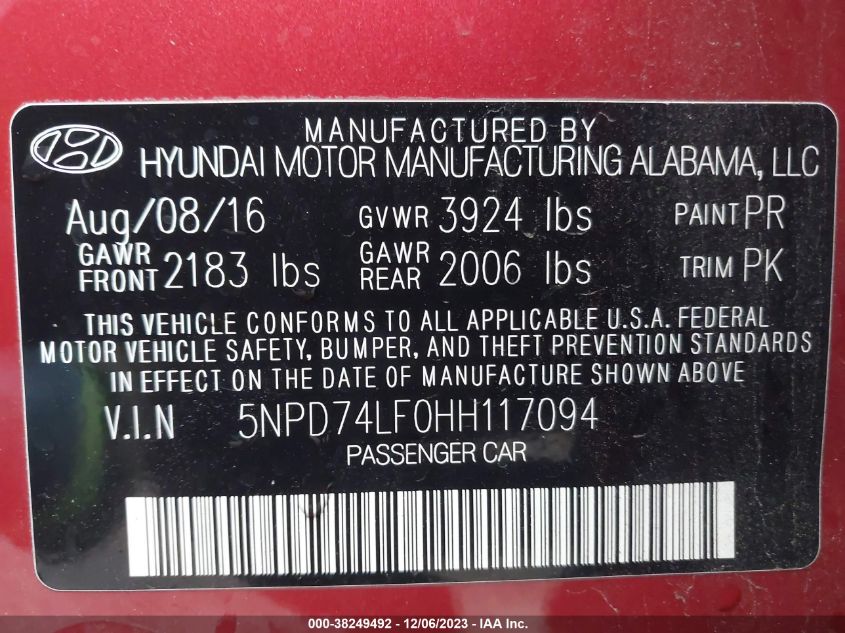 MANUFACTURED BY
HYUNDAI MOTOR MANUFACTURING ALABAMA, LLC
Aug/08/16 GVWR 3924 lbs PAINT PR
GAWR FRONT 2183 lbs GAWR REAR 2006 lbs TRIM PK
THIS VEHICLE CONFORMS TO ALL APPLICABLE U.S.A. FEDERAL
MOTOR VEHICLE SAFETY, BUMPER, AND THEFT PREVENTION STANDARDS
IN EFFECT ON THE DATE OF MANUFACTURE SHOWN ABOVE
V.I.N 5NPD74LF0HH117094
PASSENGER CAR
000-38249492 - 12/06/2023 - IAA Inc.